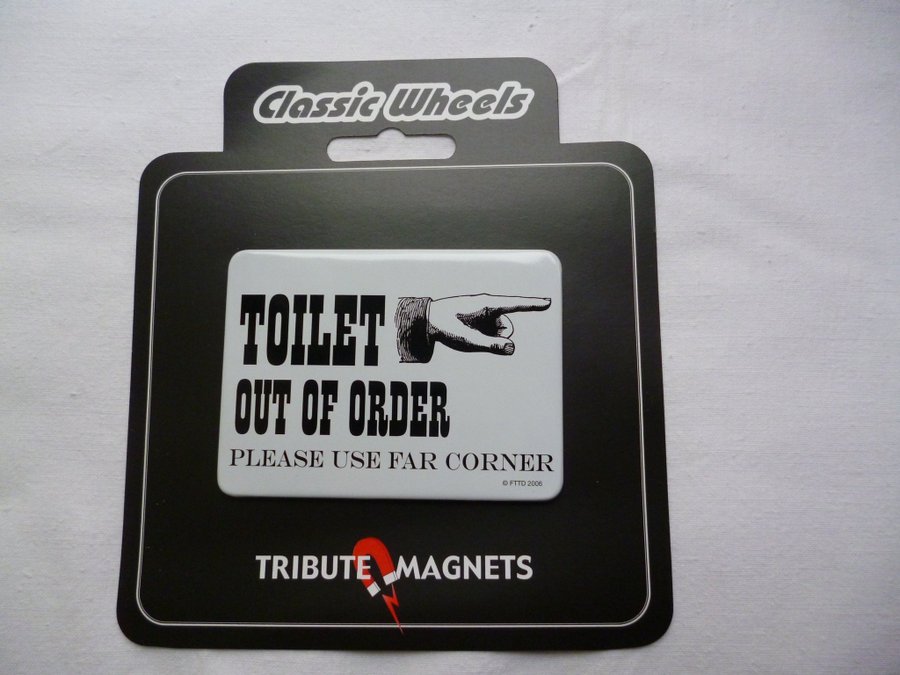 Classic Wheels
TOILET
OUT OF ORDER
PLEASE USE FAR CORNER
© FTTD 2006
TRIBUTE MAGNETS